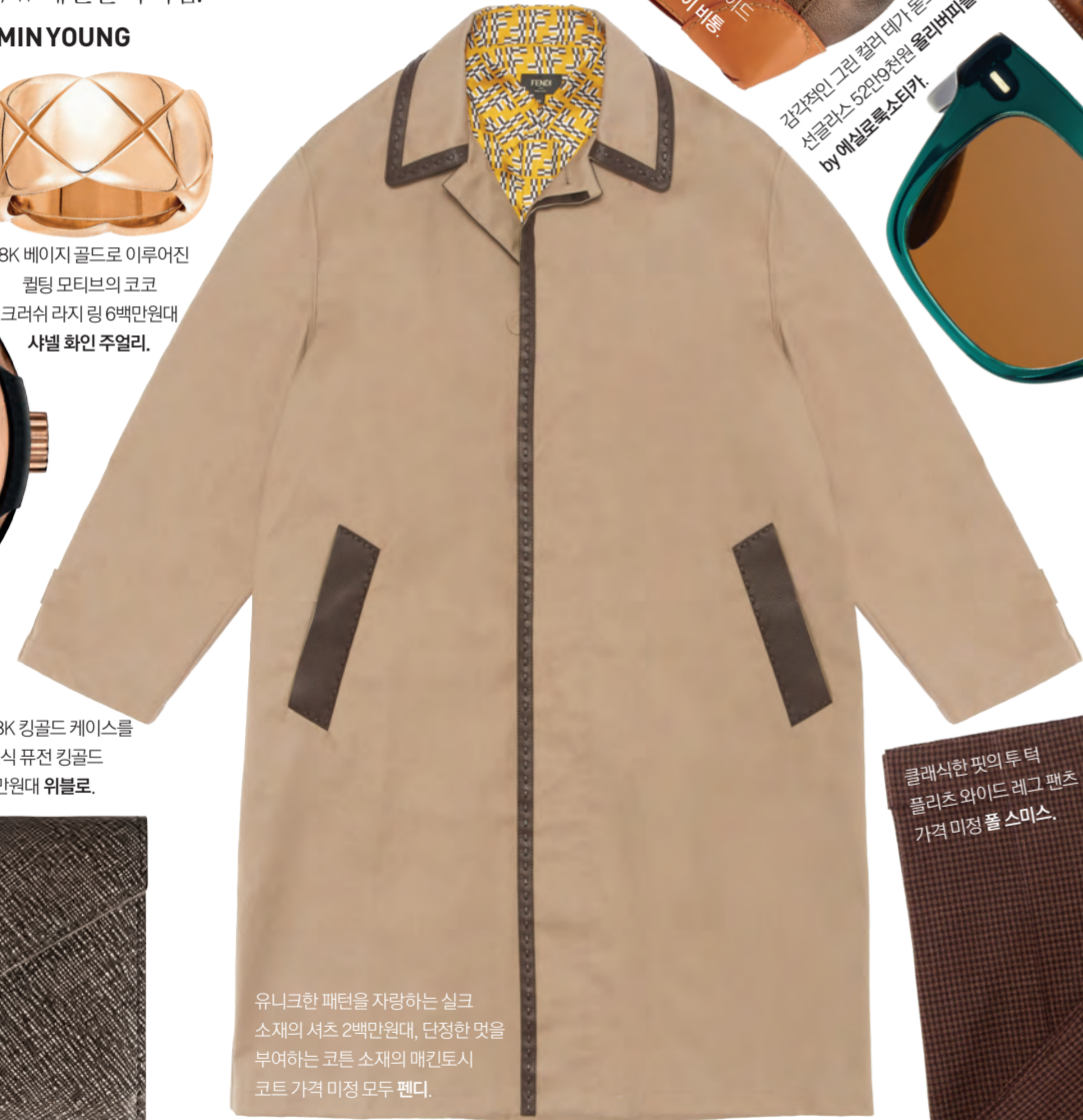 MIN YOUNG
8K 베이지 골드로 이루어진
퀼팅 모티브의 코코
크러쉬 라지 링 6백만원대
샤넬 화인 주얼리.
감각적인 그린 컬러 테가
선글라스 52만9천원 올리버피플
by 에실로룩소티카.
이 비통.
FENDI
8K 킹골드 케이스를
식 퓨전 킹골드
만원대 위블로.
클래식한 핏의 투 턱
플리츠 와이드 레그 팬츠
가격 미정 폴 스미스.
유니크한 패턴을 자랑하는 실크
소재의 셔츠 2백만원대, 단정한 멋을
부여하는 코튼 소재의 매킨토시
코트 가격 미정 모두 펜디.